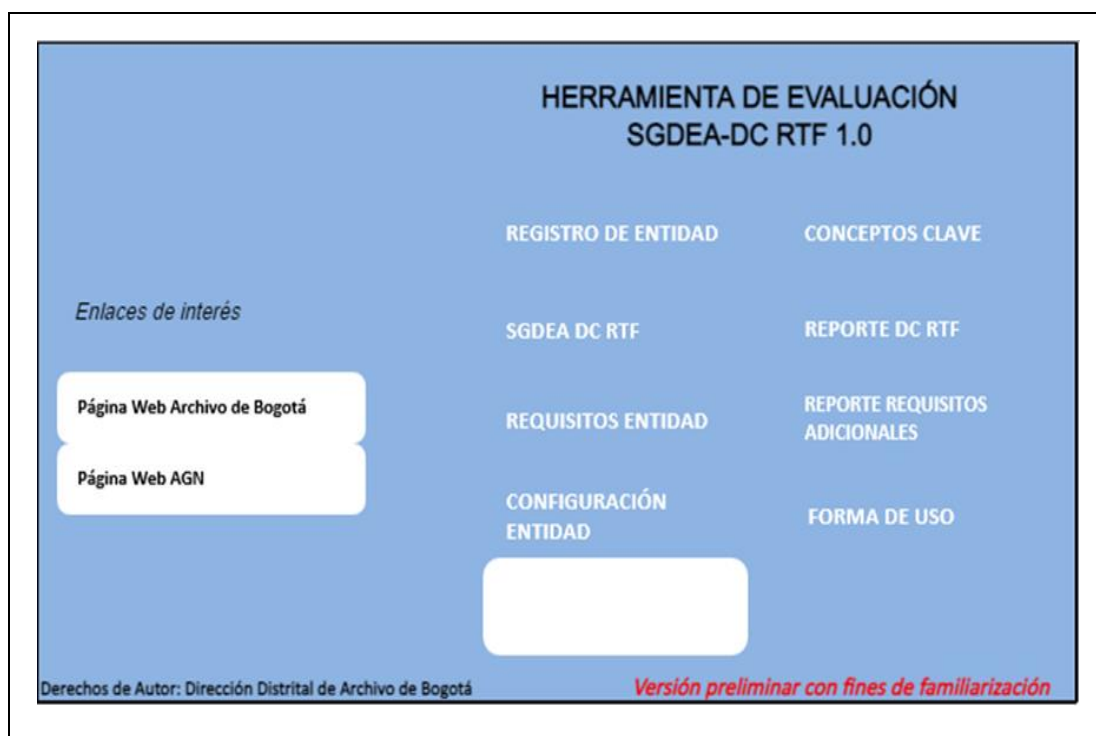 HERRAMIENTA DE EVALUACIÓN
SGDEA-DC RTF 1.0
REGISTRO DE ENTIDAD
CONCEPTOS CLAVE
Enlaces de interés
SGDEA DC RTF
REPORTE DC RTF
Página Web Archivo de Bogotá
REQUISITOS ENTIDAD
REPORTE REQUISITOS
ADICIONALES
Página Web AGN
CONFIGURACIÓN
ENTIDAD
FORMA DE USO
Derechos de Autor: Dirección Distrital de Archivo de Bogotá
Versión preliminar con fines de familiarización